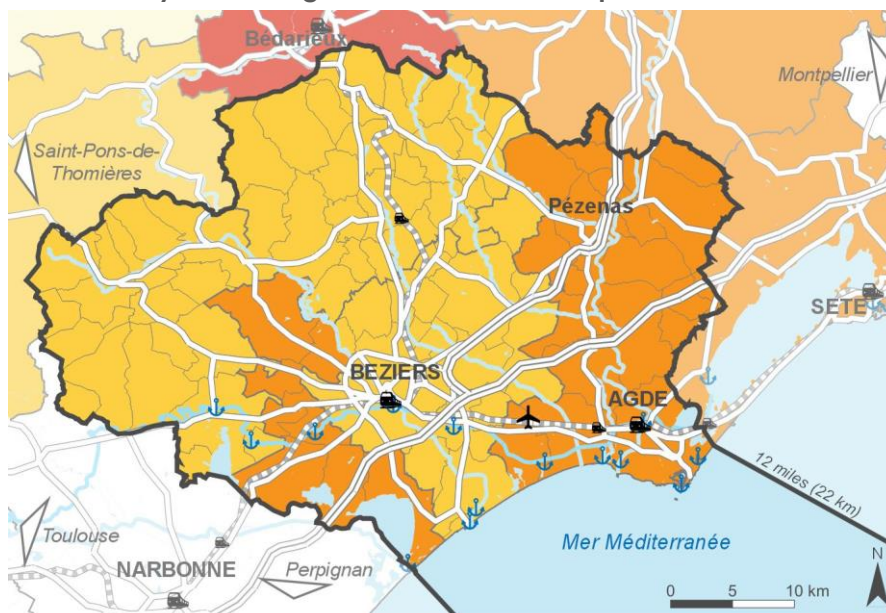 Bédarieux
Montpellier
Saint-Pons-de-
Thomières
Pézenas
SETE
BEZIERS
AGDE
12 miles (22 km)
Toulouse
Mer Méditerranée
N
NARBONNE
Perpignan
0 5 10 km